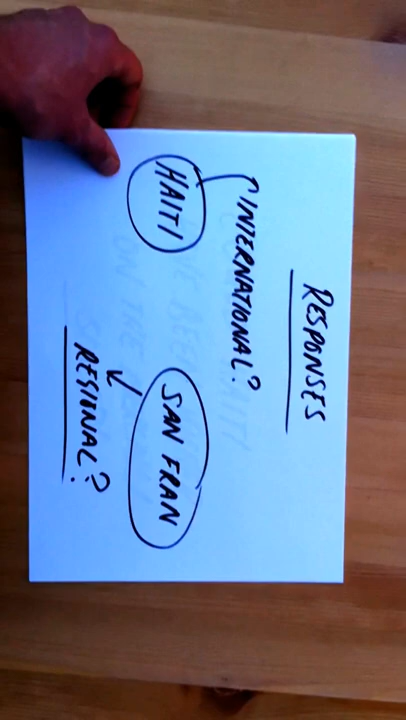 RESPONSES
INTERNATIONAL?
HAITI
SAN FRAN
REGIONAL?